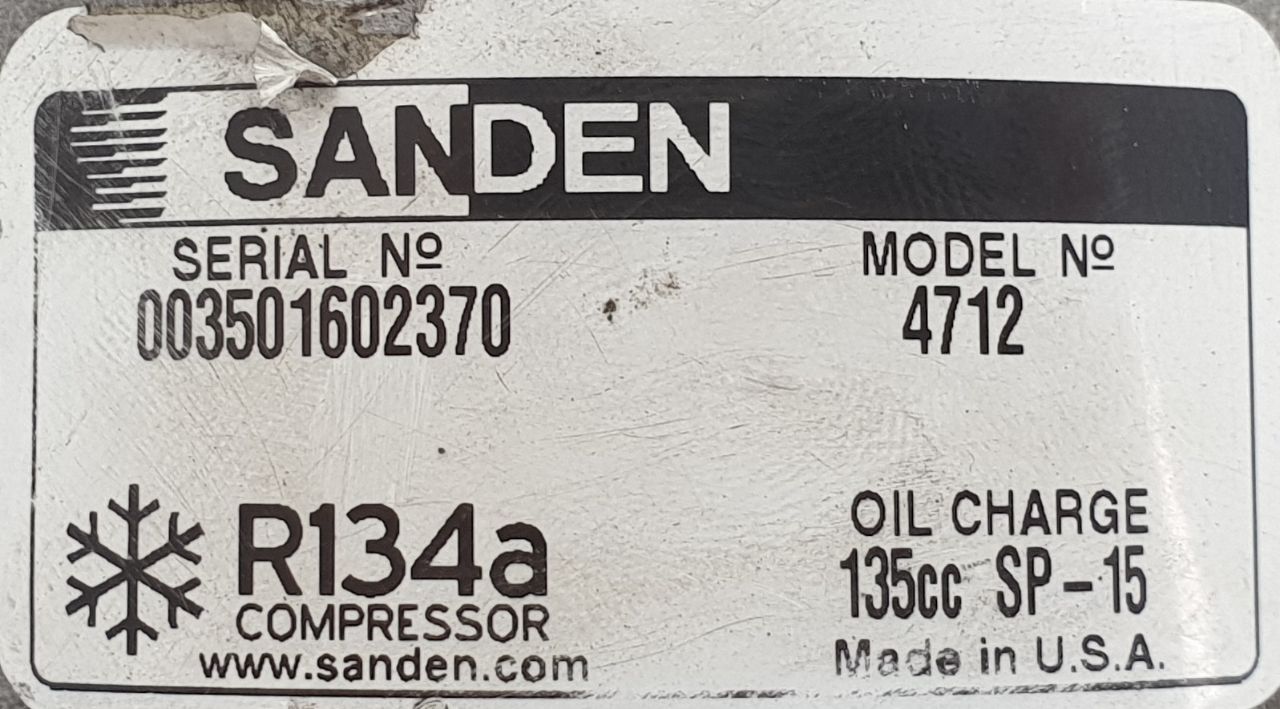 SANDEN
SERIAL Nº MODEL Nº
003501602370 4712
R134a
COMPRESSOR
www.sanden.com
OIL CHARGE
135cc SP-15
Made in U.S.A.